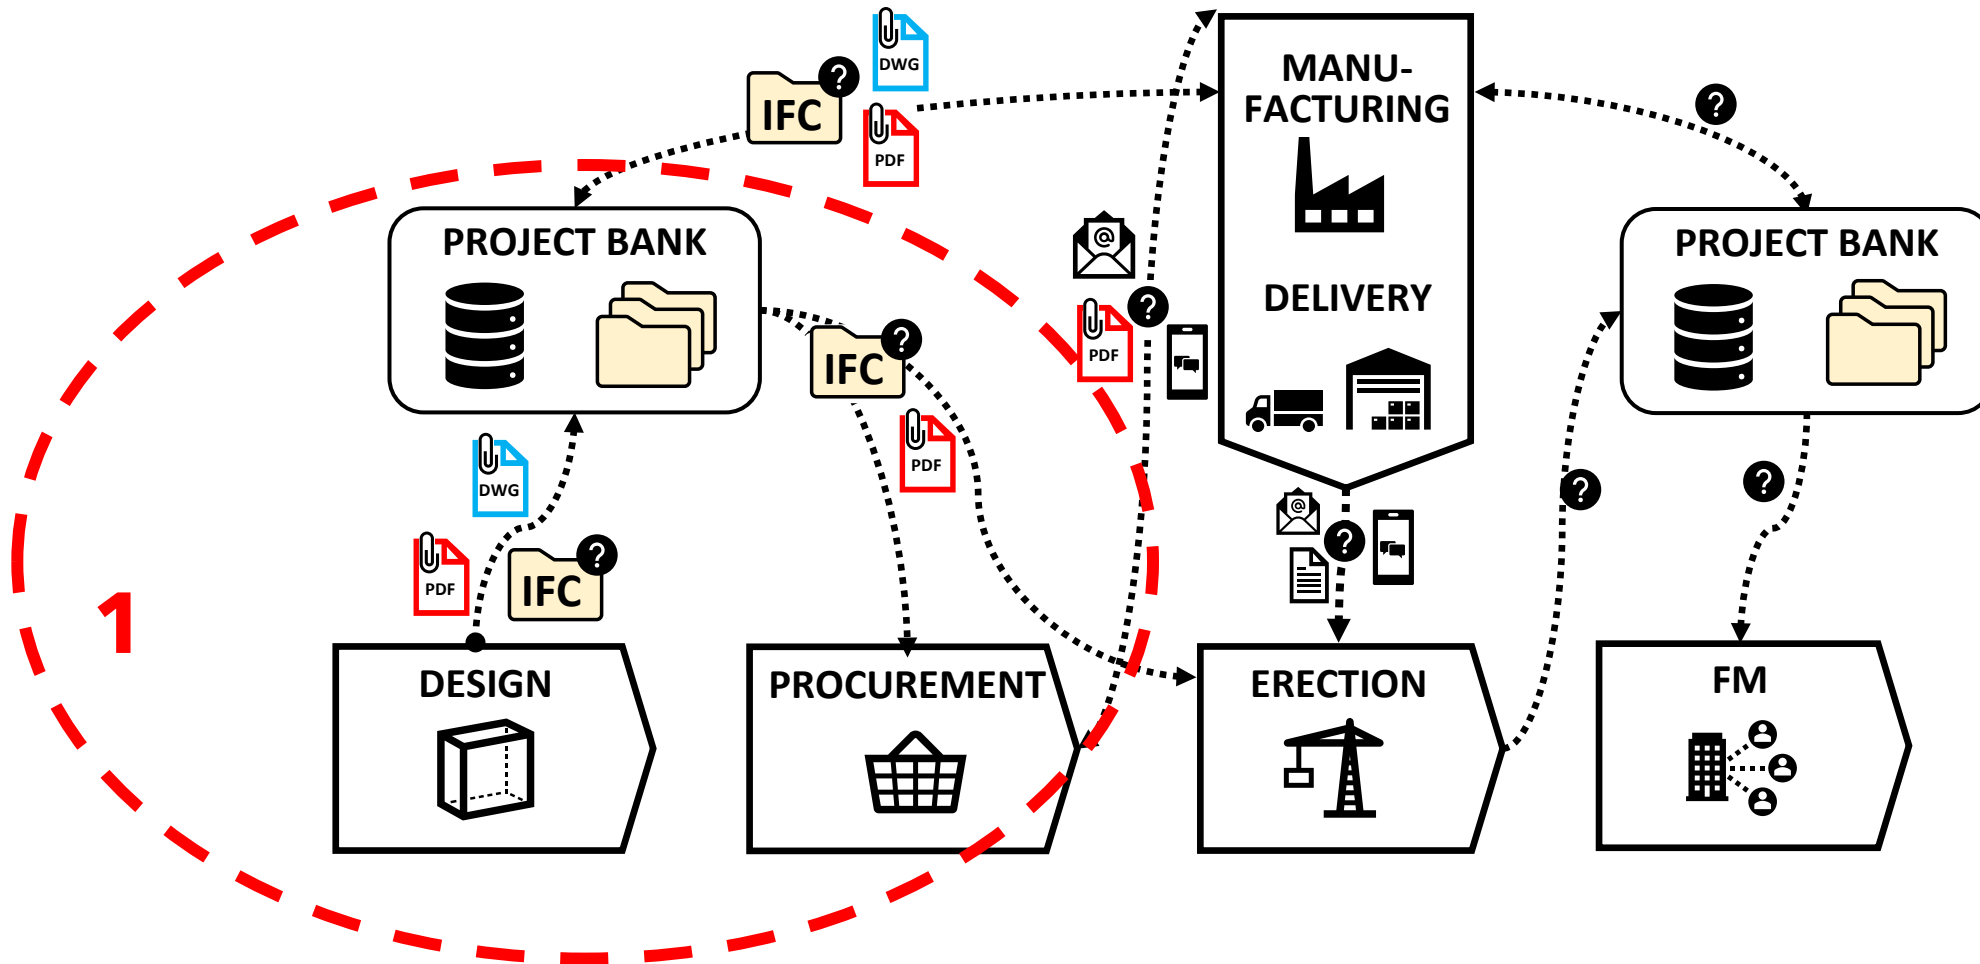 DWG
?
IFC
PDF
MANU-
FACTURING
?
PROJECT BANK
@
DELIVERY
?
PDF
PROJECT BANK
?
IFC
PDF
DWG
@
?
?
?
PDF
?
IFC
1
DESIGN
PROCUREMENT
ERECTION
FM